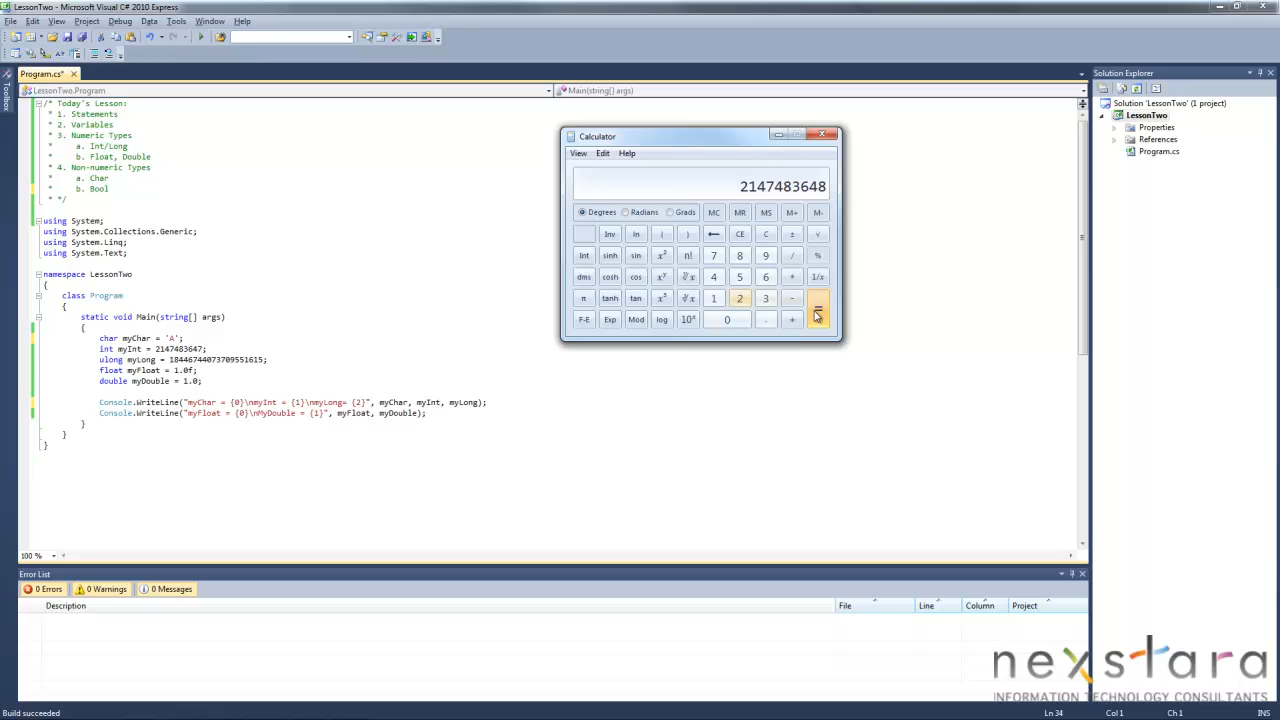 LessonTwo - Microsoft Visual C# 2010 Express
File Edit View Project Debug Data Tools Window Help
Program.cs*
LessonTwo.Program
Main(string[] args)
Toolbox
/* Today's Lesson:
* 1. Statements
* 2. Variables
* 3. Numeric Types
* a. Int/Long
* b. Float, Double
* 4. Non-numeric Types
* a. Char
* b. Bool
* */
using System;
using System.Collections.Generic;
using System.Linq;
using System.Text;
namespace LessonTwo
{
class Program
{
static void Main(string[] args)
{
char myChar = 'A';
int myInt = 2147483647;
ulong myLong = 18446744073709551615;
float myFloat = 1.0f;
double myDouble = 1.0;
Console.WriteLine("myChar = {0}\nmyInt = {1}\nmyLong= {2}", myChar, myInt, myLong);
Console.WriteLine("myFloat = {0}\nMyDouble = {1}", myFloat, myDouble);
}
}
}
100 %
Calculator
View Edit Help
2147483648
Degrees Radians Grads MC MR MS M+ M-
Inv ln ( ) ← CE C ± √
Int sinh sin x² n! 7 8 9 / %
dms cosh cos xʸ ʸ√x 4 5 6 * 1/x
π tanh tan x³ ³√x 1 2 3 - =
F-E Exp Mod log 10ˣ 0 . +
Solution Explorer
Solution 'LessonTwo' (1 project)
LessonTwo
Properties
References
Program.cs
Error List
0 Errors 0 Warnings 0 Messages
Description File Line Column Project
nexstara
INFORMATION TECHNOLOGY CONSULTANTS
Build succeeded Ln 34 Col 1 Ch 1 INS